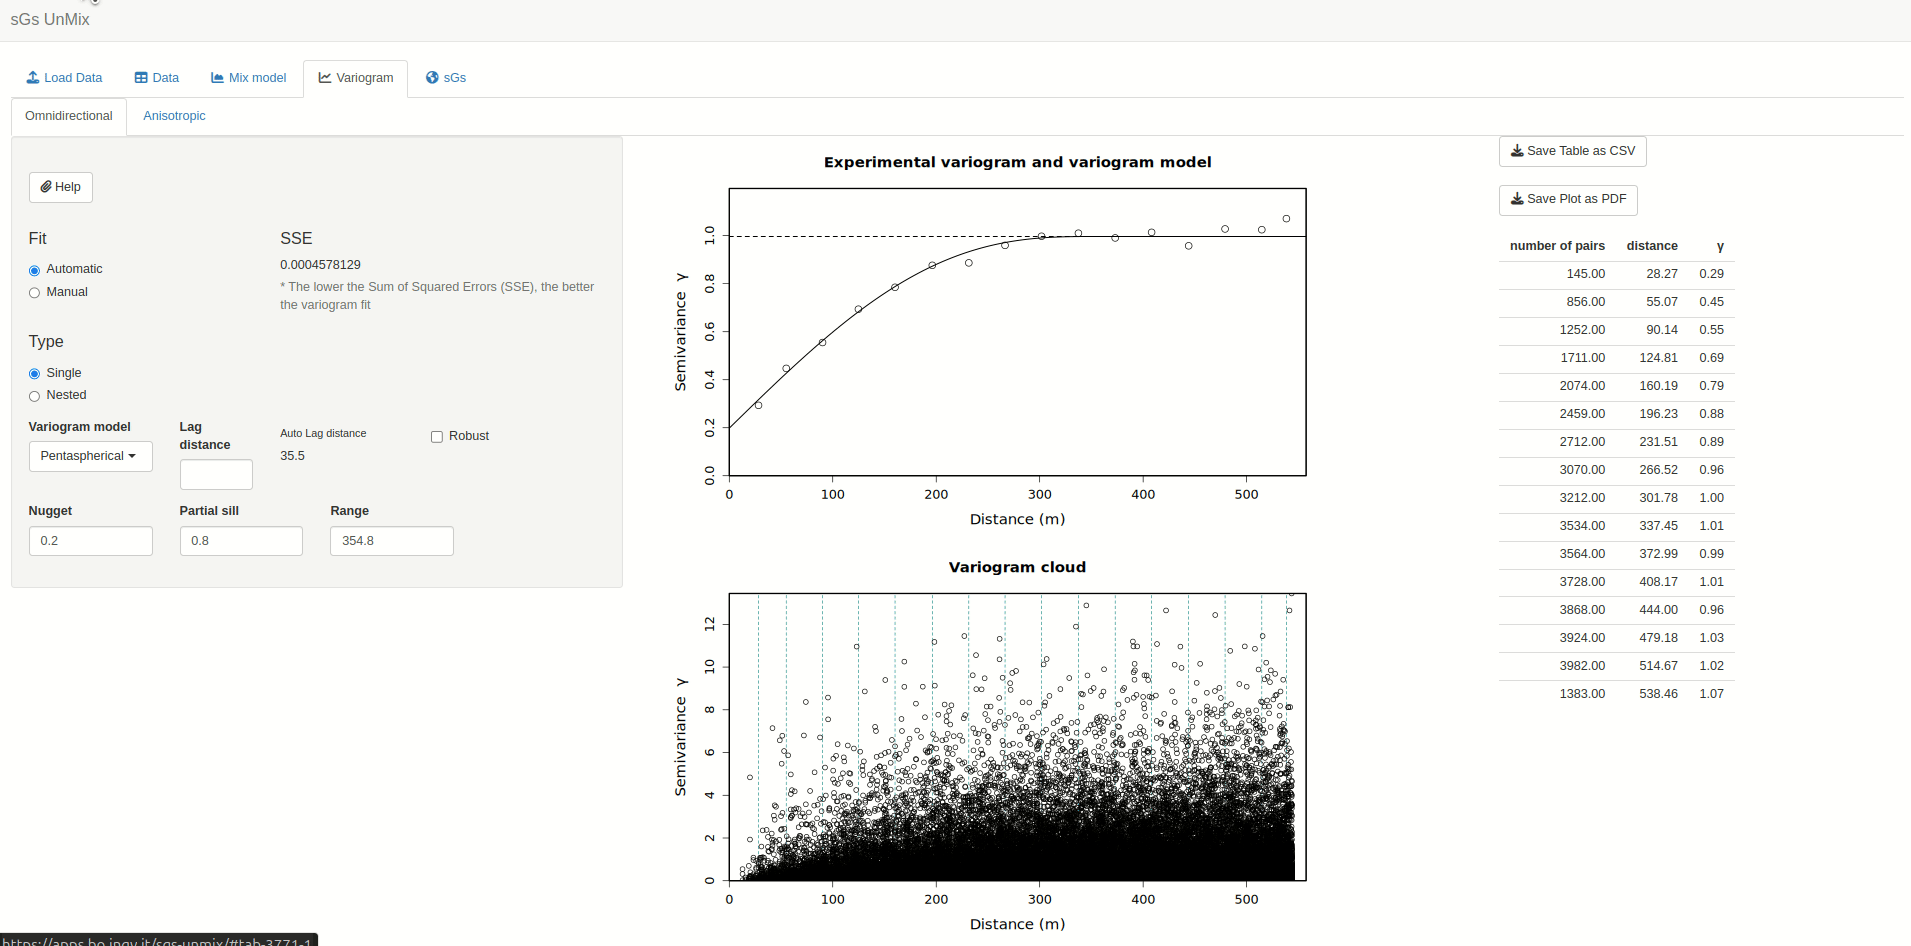 sGs UnMix
Load Data
Data
Mix model
Variogram
sGs
Omnidirectional
Anisotropic
Help
Fit
Automatic
Manual
SSE
0.0004578129
* The lower the Sum of Squared Errors (SSE), the better
the variogram fit
Type
Single
Nested
Variogram model
Pentaspherical
Lag
distance
Auto Lag distance
35.5
Robust
Nugget
0.2
Partial sill
0.8
Range
354.8
Experimental variogram and variogram model
Semivariance γ
1.0
0.8
0.6
0.4
0.2
0.0
0 100 200 300 400 500
Distance (m)
Variogram cloud
Semivariance γ
12
10
8
6
4
2
0
0 100 200 300 400 500
Distance (m)
Save Table as CSV
Save Plot as PDF
number of pairs distance γ
145.00 28.27 0.29
856.00 55.07 0.45
1252.00 90.14 0.55
1711.00 124.81 0.69
2074.00 160.19 0.79
2459.00 196.23 0.88
2712.00 231.51 0.89
3070.00 266.52 0.96
3212.00 301.78 1.00
3534.00 337.45 1.01
3564.00 372.99 0.99
3728.00 408.17 1.01
3868.00 444.00 0.96
3924.00 479.18 1.03
3982.00 514.67 1.02
1383.00 538.46 1.07
https://apps.bo.ingv.it/sgs-unmix/#tab-3771-1